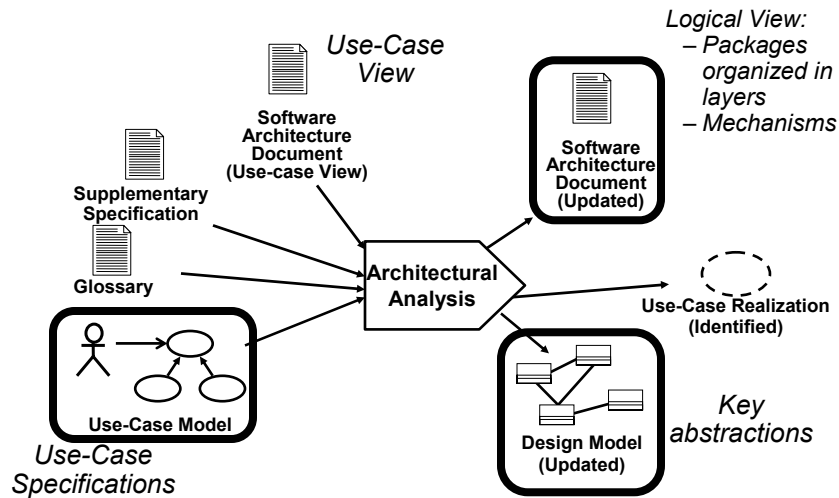 Use-Case
View
Logical View:
– Packages
organized in
layers
– Mechanisms
Software
Architecture
Document
(Use-case View)
Software
Architecture
Document
(Updated)
Supplementary
Specification
Glossary
Architectural
Analysis
Use-Case Realization
(Identified)
Use-Case Model
Use-Case
Specifications
Design Model
(Updated)
Key
abstractions